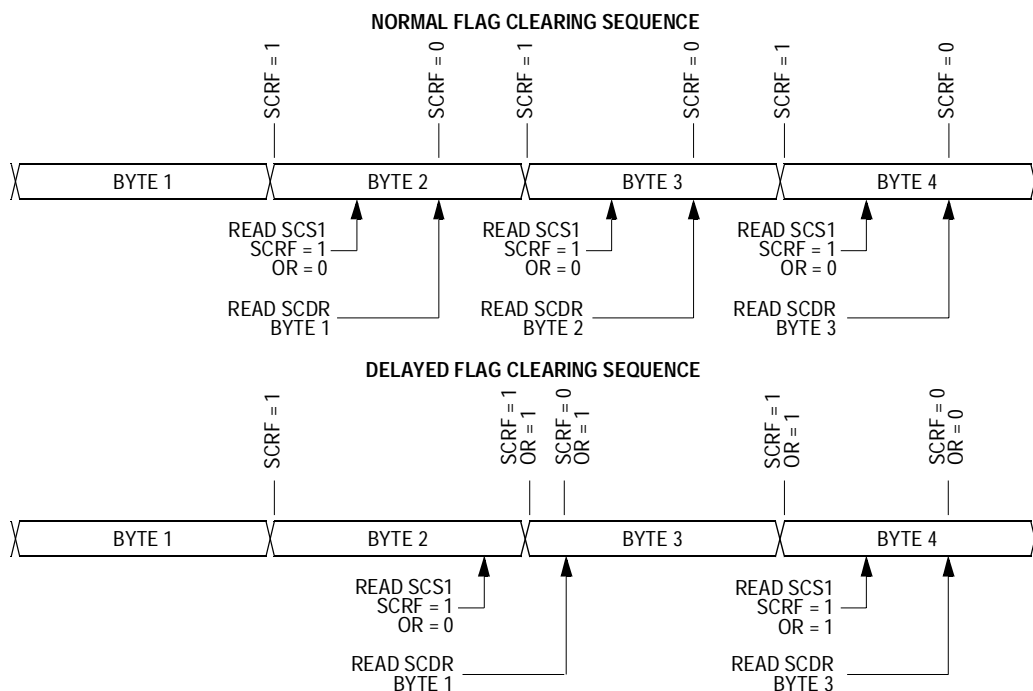 NORMAL FLAG CLEARING SEQUENCE
SCRF = 1
SCRF = 0
SCRF = 1
SCRF = 0
SCRF = 1
SCRF = 0
BYTE 1
BYTE 2
BYTE 3
BYTE 4
READ SCS1
SCRF = 1
OR = 0
READ SCS1
SCRF = 1
OR = 0
READ SCS1
SCRF = 1
OR = 0
READ SCDR
BYTE 1
READ SCDR
BYTE 2
READ SCDR
BYTE 3
DELAYED FLAG CLEARING SEQUENCE
SCRF = 1
SCRF = 1
OR = 1
SCRF = 0
OR = 1
SCRF = 1
OR = 1
SCRF = 0
OR = 0
BYTE 1
BYTE 2
BYTE 3
BYTE 4
READ SCS1
SCRF = 1
OR = 0
READ SCS1
SCRF = 1
OR = 1
READ SCDR
BYTE 1
READ SCDR
BYTE 3